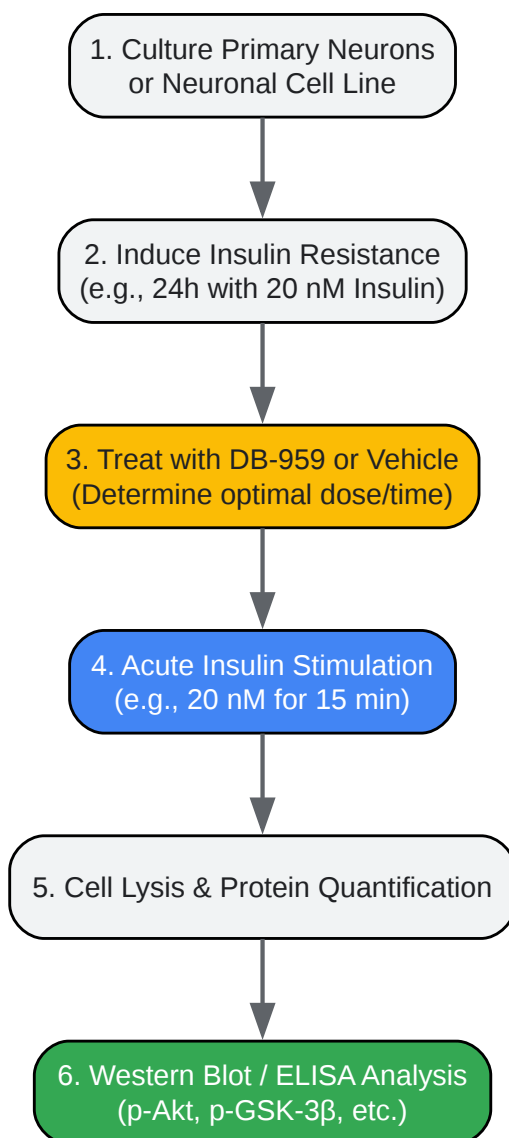 1. Culture Primary Neurons
or Neuronal Cell Line
2. Induce Insulin Resistance
(e.g., 24h with 20 nM Insulin)
3. Treat with DB-959 or Vehicle
(Determine optimal dose/time)
4. Acute Insulin Stimulation
(e.g., 20 nM for 15 min)
5. Cell Lysis & Protein Quantification
6. Western Blot / ELISA Analysis
(p-Akt, p-GSK-3β, etc.)